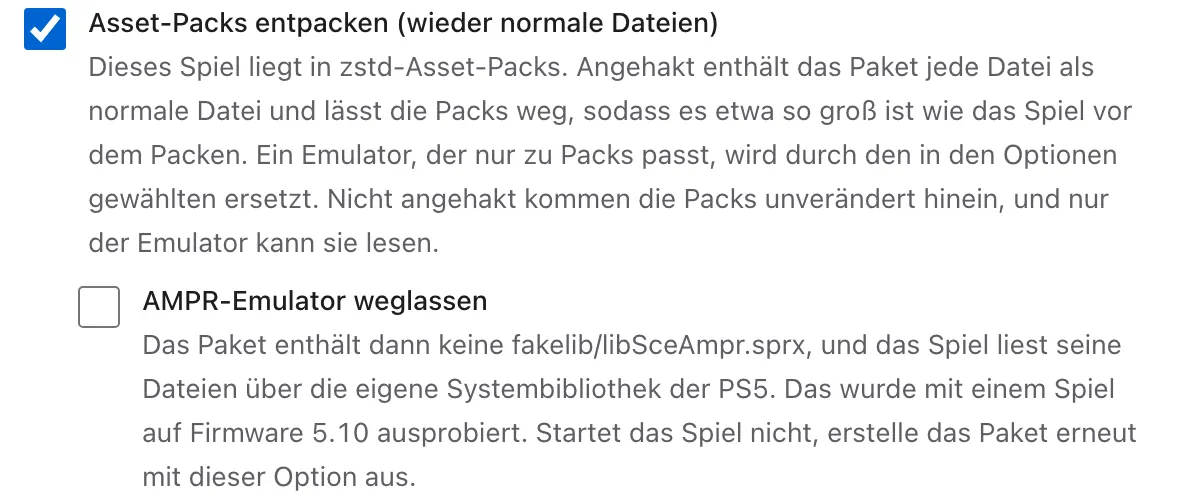 Asset-Packs entpacken (wieder normale Dateien)
Dieses Spiel liegt in zstd-Asset-Packs. Angehakt enthält das Paket jede Datei als
normale Datei und lässt die Packs weg, sodass es etwa so groß ist wie das Spiel vor
dem Packen. Ein Emulator, der nur zu Packs passt, wird durch den in den Optionen
gewählten ersetzt. Nicht angehakt kommen die Packs unverändert hinein, und nur
der Emulator kann sie lesen.
AMPR-Emulator weglassen
Das Paket enthält dann keine fakelib/libSceAmpr.sprx, und das Spiel liest seine
Dateien über die eigene Systembibliothek der PS5. Das wurde mit einem Spiel
auf Firmware 5.10 ausprobiert. Startet das Spiel nicht, erstelle das Paket erneut
mit dieser Option aus.